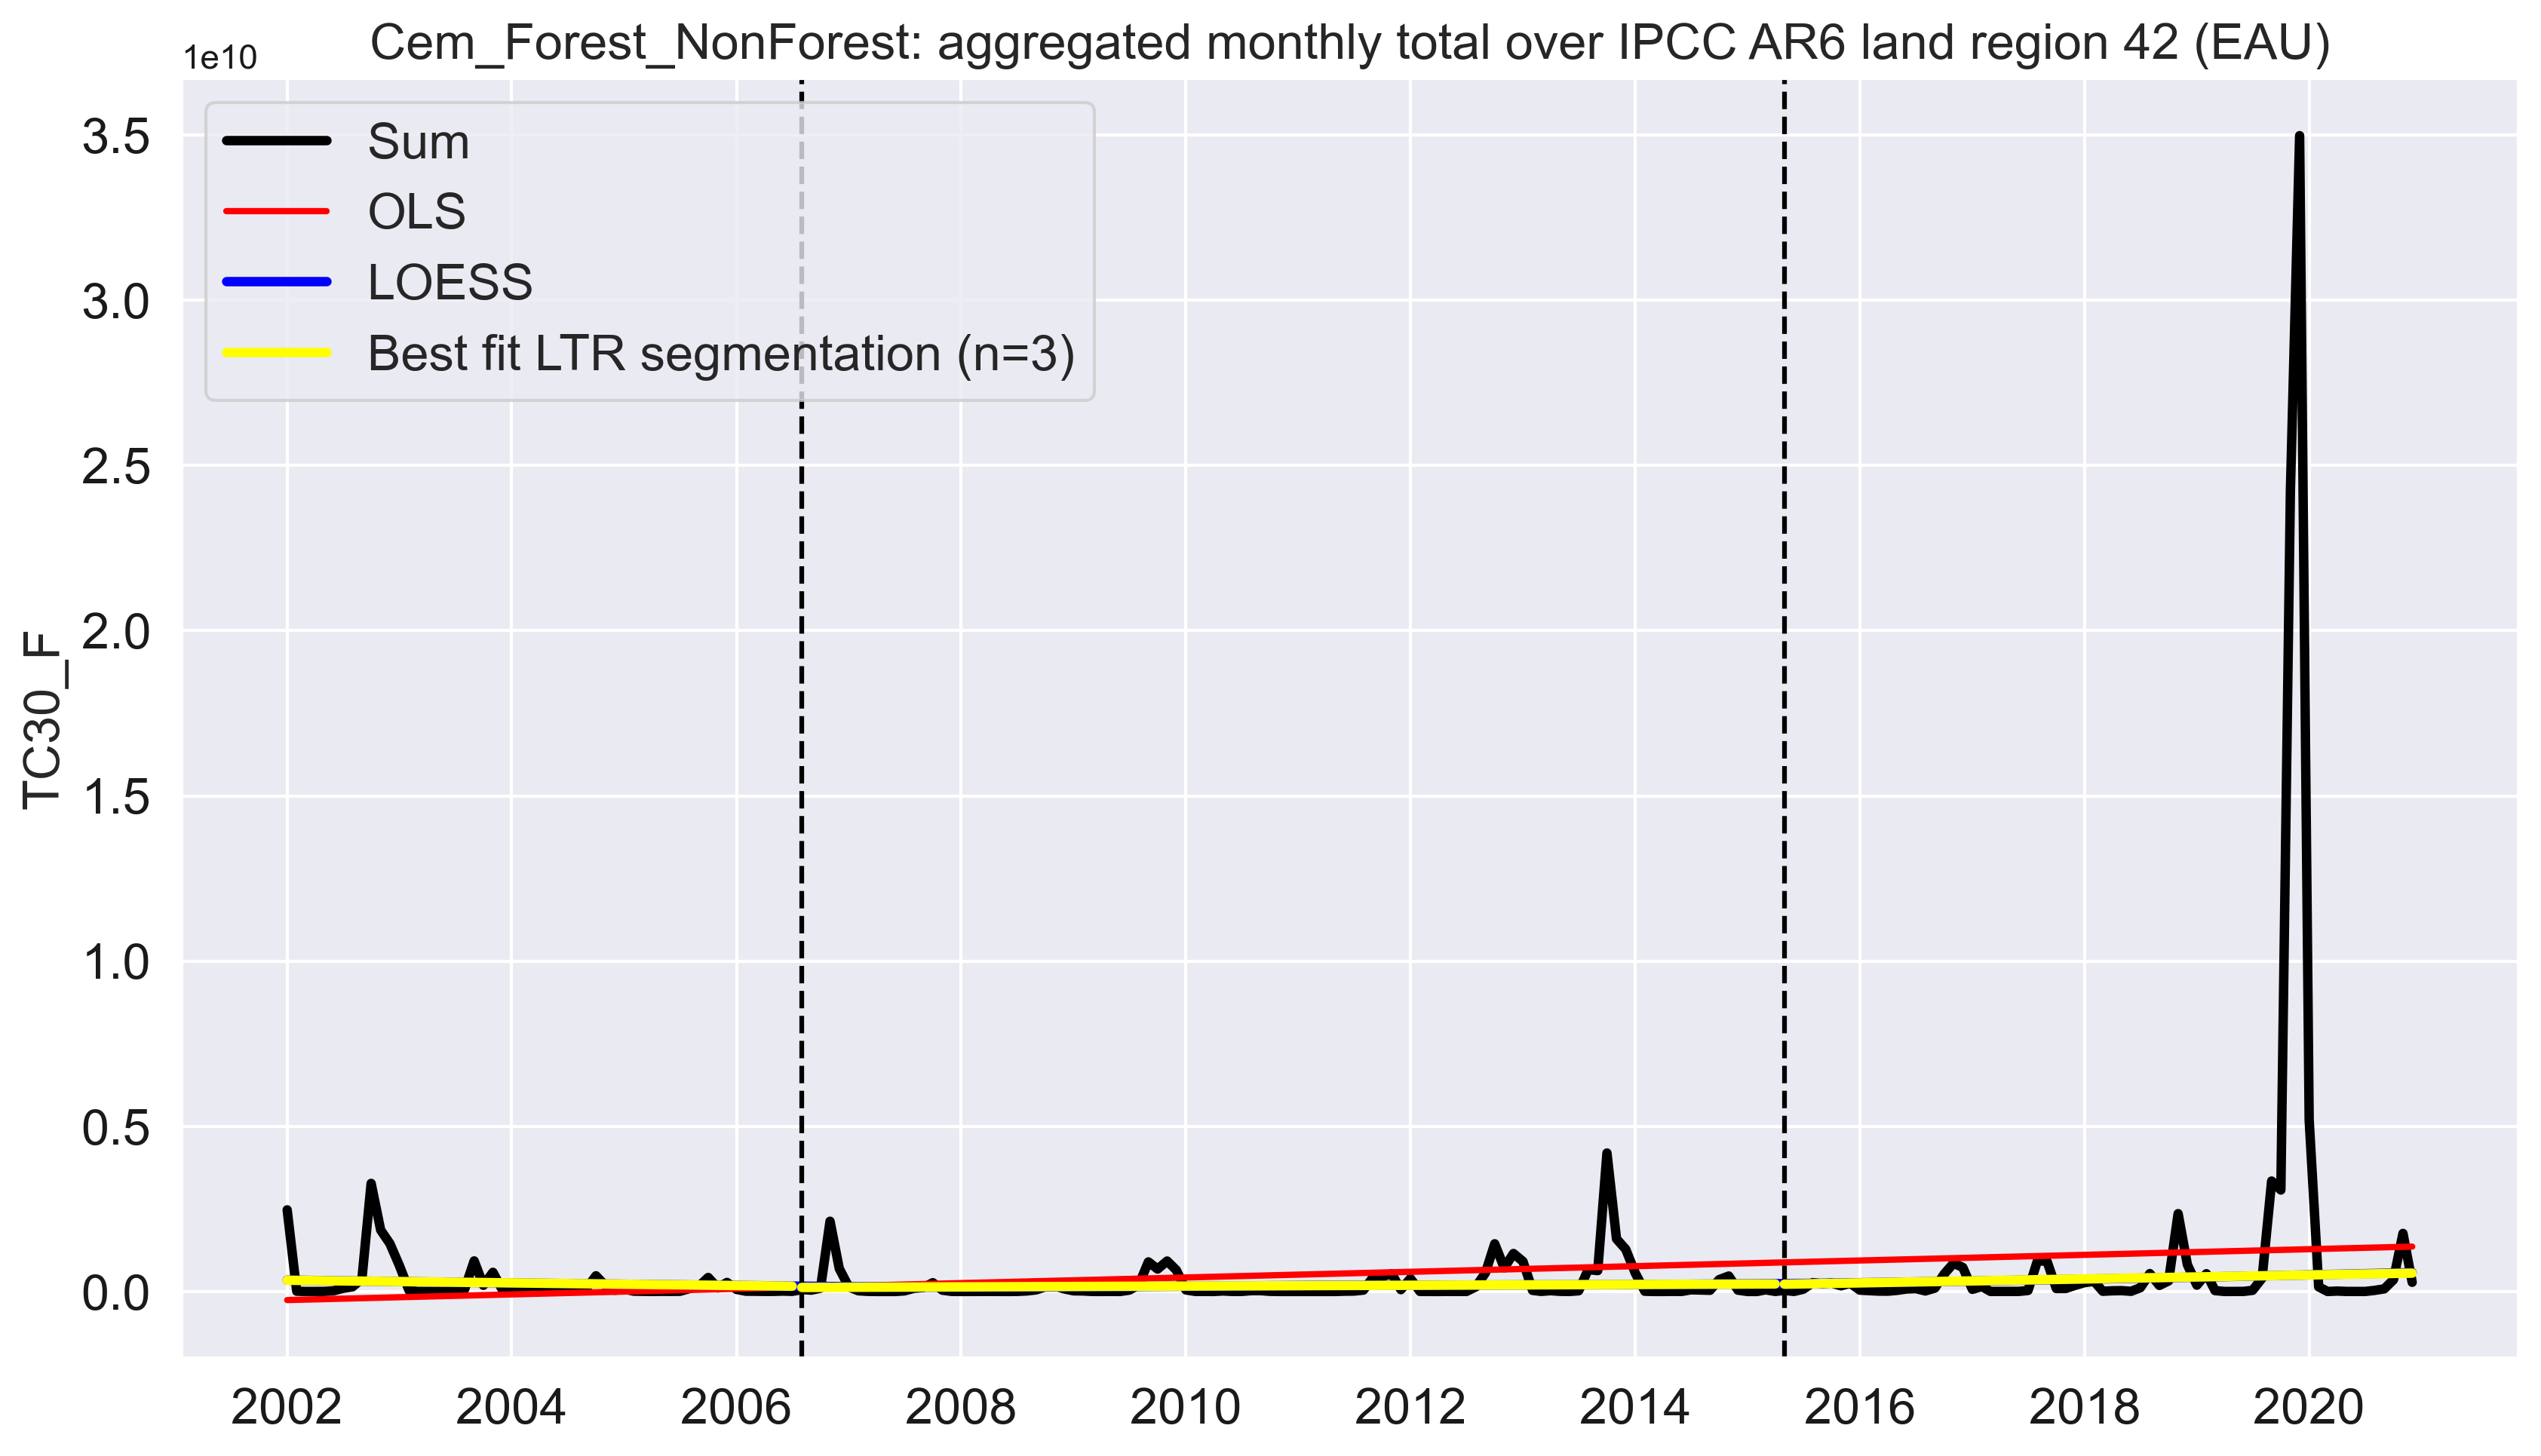 Cem_Forest_NonForest: aggregated monthly total over IPCC AR6 land region 42 (EAU)
1e10
Sum
OLS
LOESS
Best fit LTR segmentation (n=3)
TC30_F
3.5
3.0
2.5
2.0
1.5
1.0
0.5
0.0
2002 2004 2006 2008 2010 2012 2014 2016 2018 2020